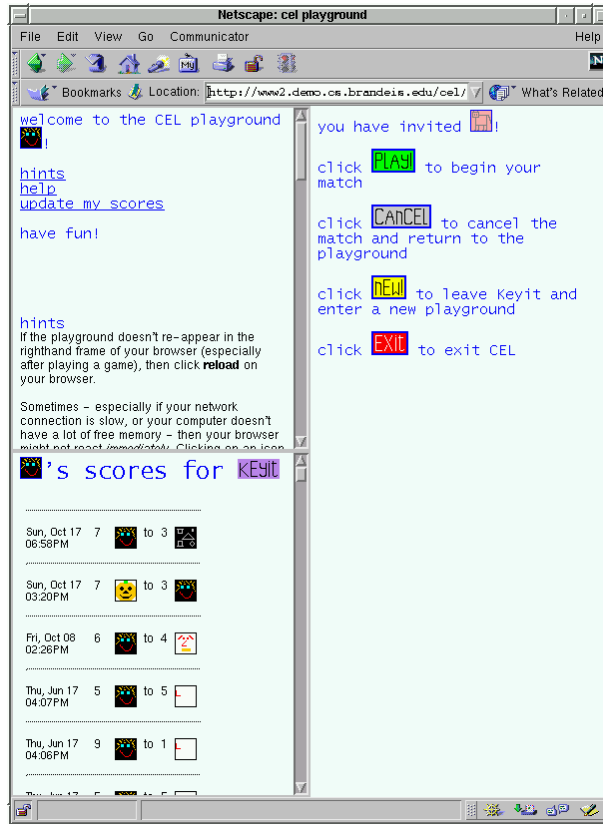 Netscape: cel playground
File Edit View Go Communicator Help
Bookmarks Location: http://www2.demo.cs.brandeis.edu/cel/ What's Related
welcome to the CEL playground
!
hints
help
update my scores
have fun!
hints
If the playground doesn't re-appear in the
righthand frame of your browser (especially
after playing a game), then click reload on
your browser.
Sometimes - especially if your network
connection is slow, or your computer doesn't
have a lot of free memory - then your browser
might not react immediately. Clicking on an icon
's scores for KEyit
Sun, Oct 17 7 to 3
06:58PM
Sun, Oct 17 7 to 3
03:20PM
Fri, Oct 08 6 to 4
02:26PM
Thu, Jun 17 5 to 5
04:07PM
Thu, Jun 17 9 to 1
04:06PM
you have invited !
click PLAY! to begin your
match
click CAnCEL to cancel the
match and return to the
playground
click nEW! to leave Keyit and
enter a new playground
click EXit to exit CEL